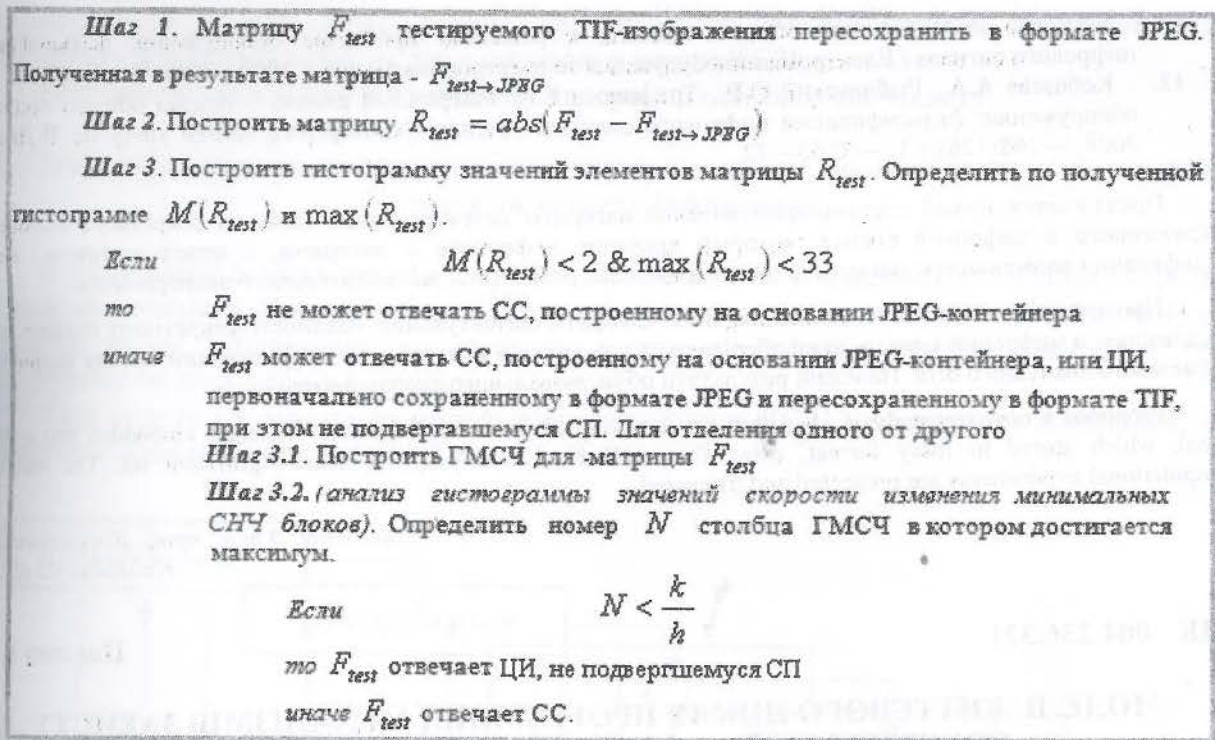 Шаг 1. Матрицу F_test тестируемого TIF-изображения пересохранить в формате JPEG.
Полученная в результате матрица - F_test→JPEG
Шаг 2. Построить матрицу R_test = abs(F_test − F_test→JPEG)
Шаг 3. Построить гистограмму значений элементов матрицы R_test. Определить по полученной
гистограмме M(R_test) и max(R_test).
Если M(R_test) < 2 & max(R_test) < 33
то F_test не может отвечать СС, построенному на основании JPEG-контейнера
иначе F_test может отвечать СС, построенному на основании JPEG-контейнера, или ЦИ,
первоначально сохраненному в формате JPEG и пересохраненному в формате TIF,
при этом не подвергавшемуся СП. Для отделения одного от другого
Шаг 3.1. Построить ГМСЧ для матрицы F_test
Шаг 3.2. (анализ гистограммы значений скорости изменения минимальных
СНЧ блоков). Определить номер N столбца ГМСЧ в котором достигается
максимум.
Если N < k/h
то F_test отвечает ЦИ, не подвергшемуся СП
иначе F_test отвечает СС.